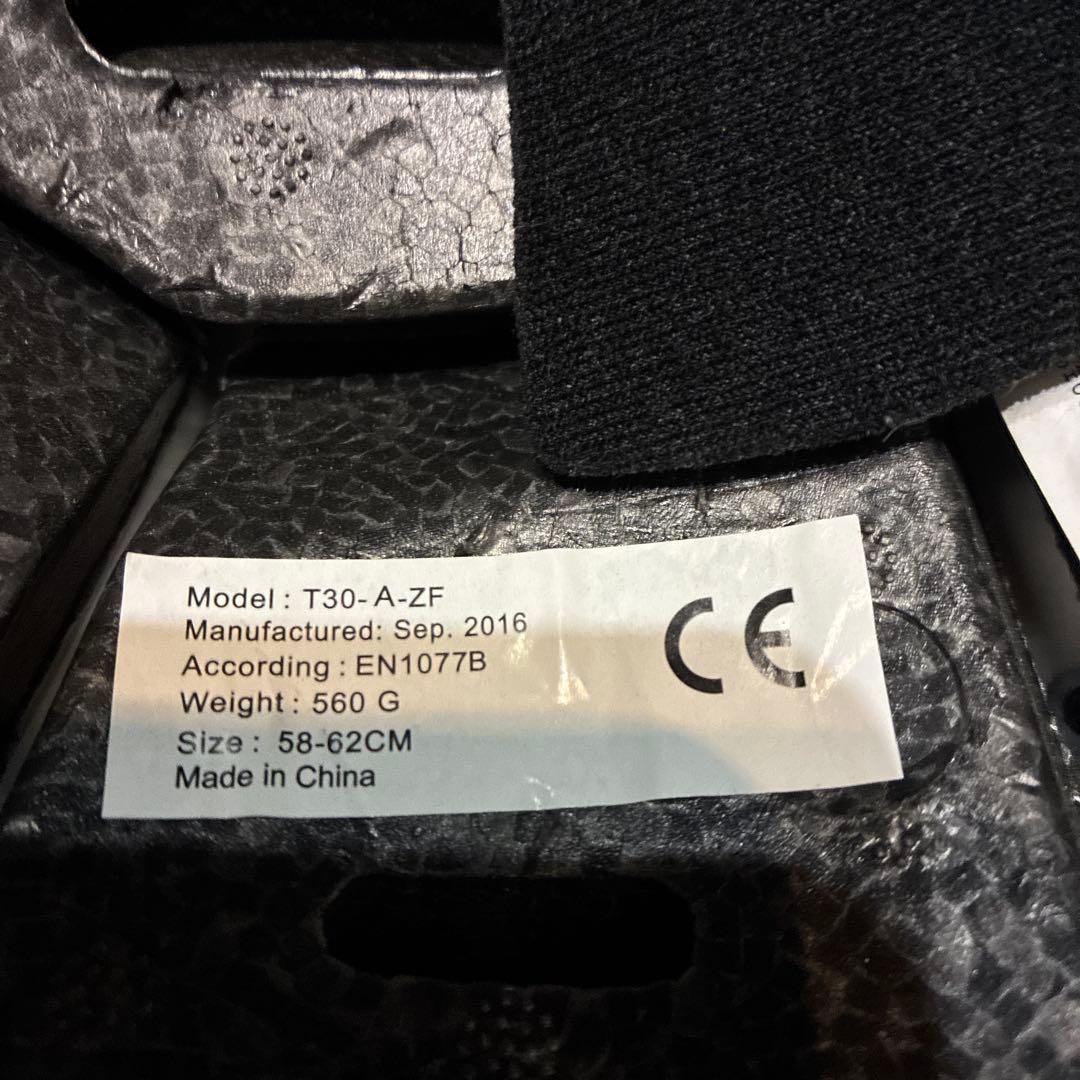 Model : T30-A-ZF
Manufactured: Sep. 2016
According : EN1077B
Weight : 560 G
Size : 58-62CM
Made in China
CE